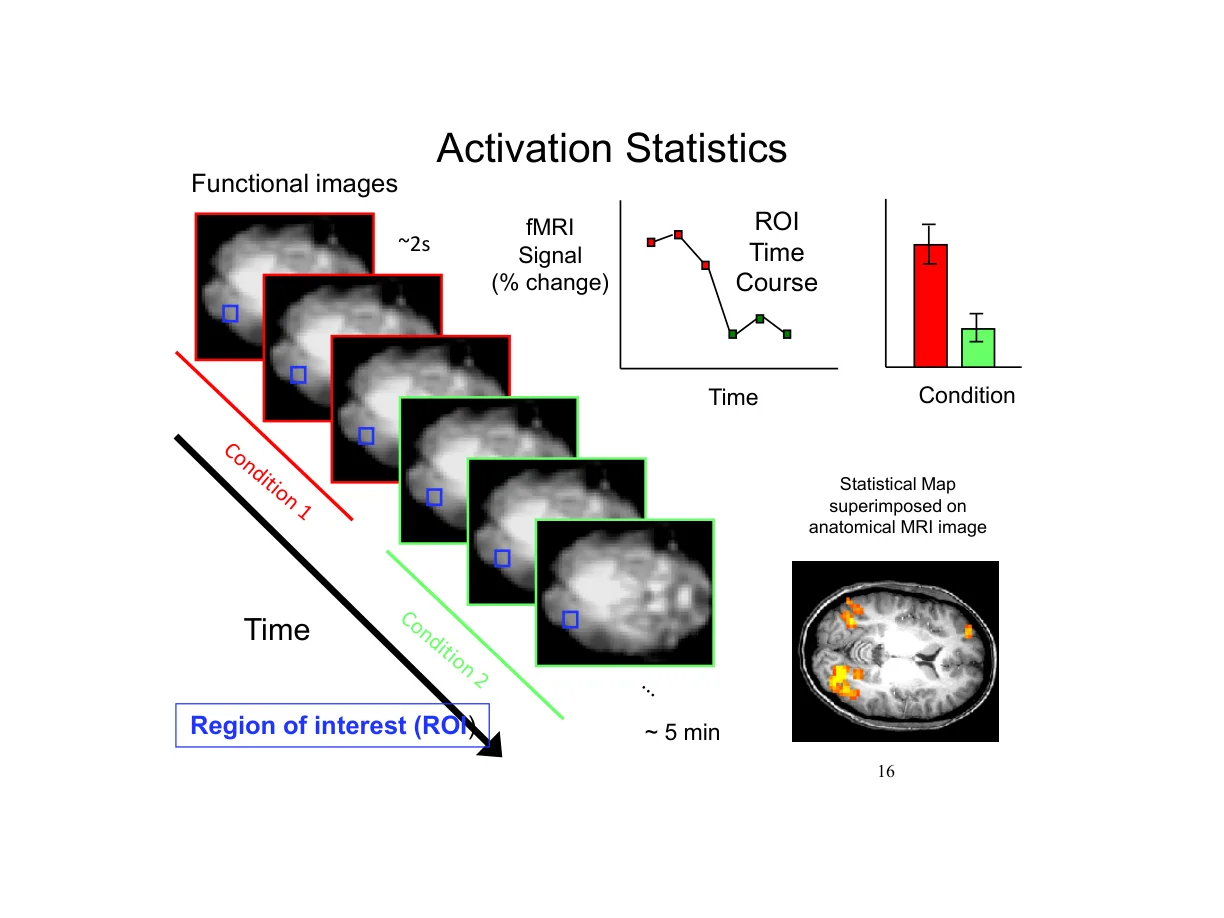 Activation Statistics
Functional images
~2s
fMRI
Signal
(% change)
ROI
Time
Course
Time
Condition
Condition 1
Condition 2
Time
Statistical Map
superimposed on
anatomical MRI image
Region of interest (ROI)
...
~ 5 min
16